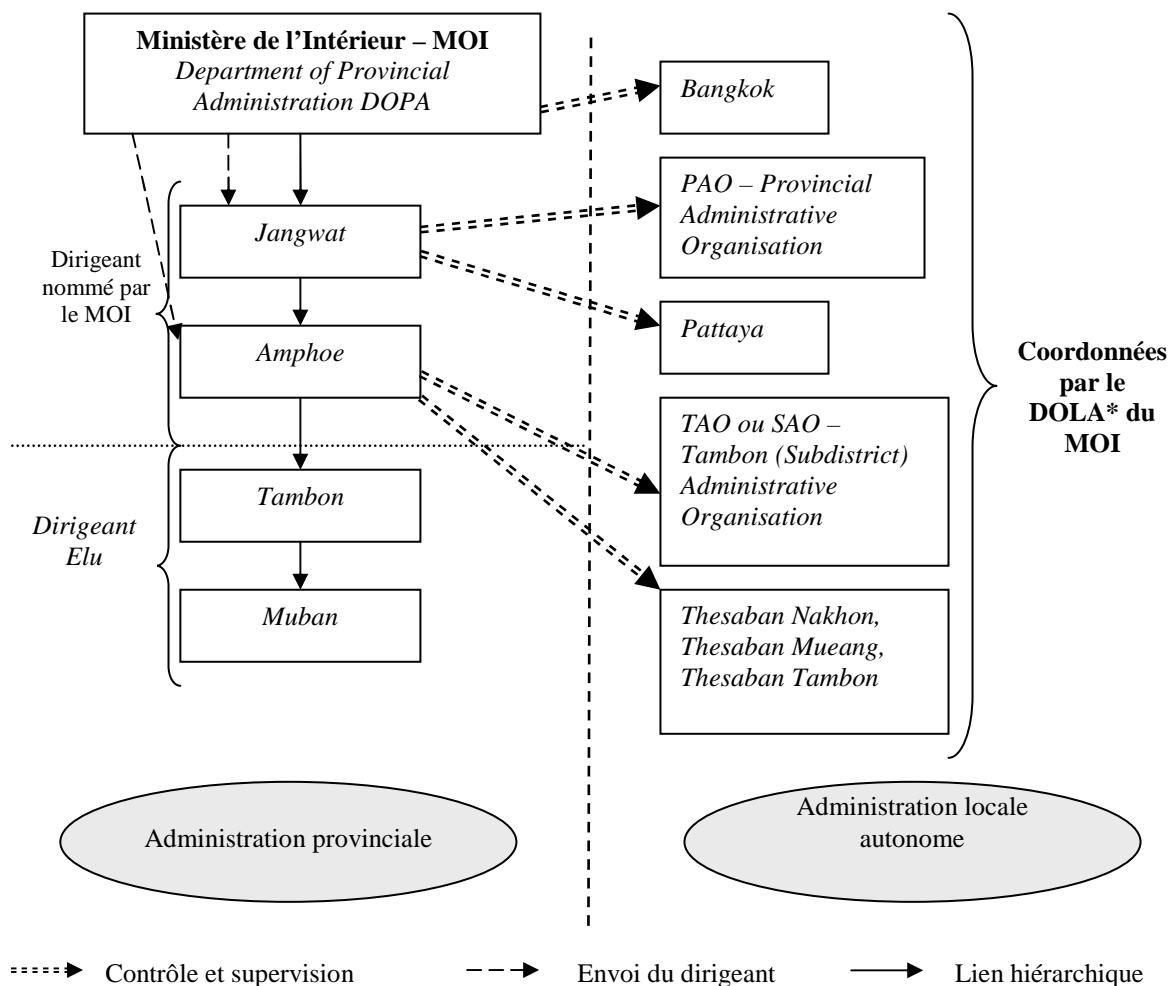 Ministère de l’Intérieur – MOI
Department of Provincial
Administration DOPA
Jangwat
Dirigeant
nommé par
le MOI
Amphoe
Tambon
Dirigeant
Elu
Muban
Bangkok
PAO – Provincial
Administrative
Organisation
Pattaya
TAO ou SAO –
Tambon (Subdistrict)
Administrative
Organisation
Thesaban Nakhon,
Thesaban Mueang,
Thesaban Tambon
Coordonnées
par le
DOLA* du
MOI
Administration provinciale
Administration locale
autonome
Contrôle et supervision
Envoi du dirigeant
Lien hiérarchique